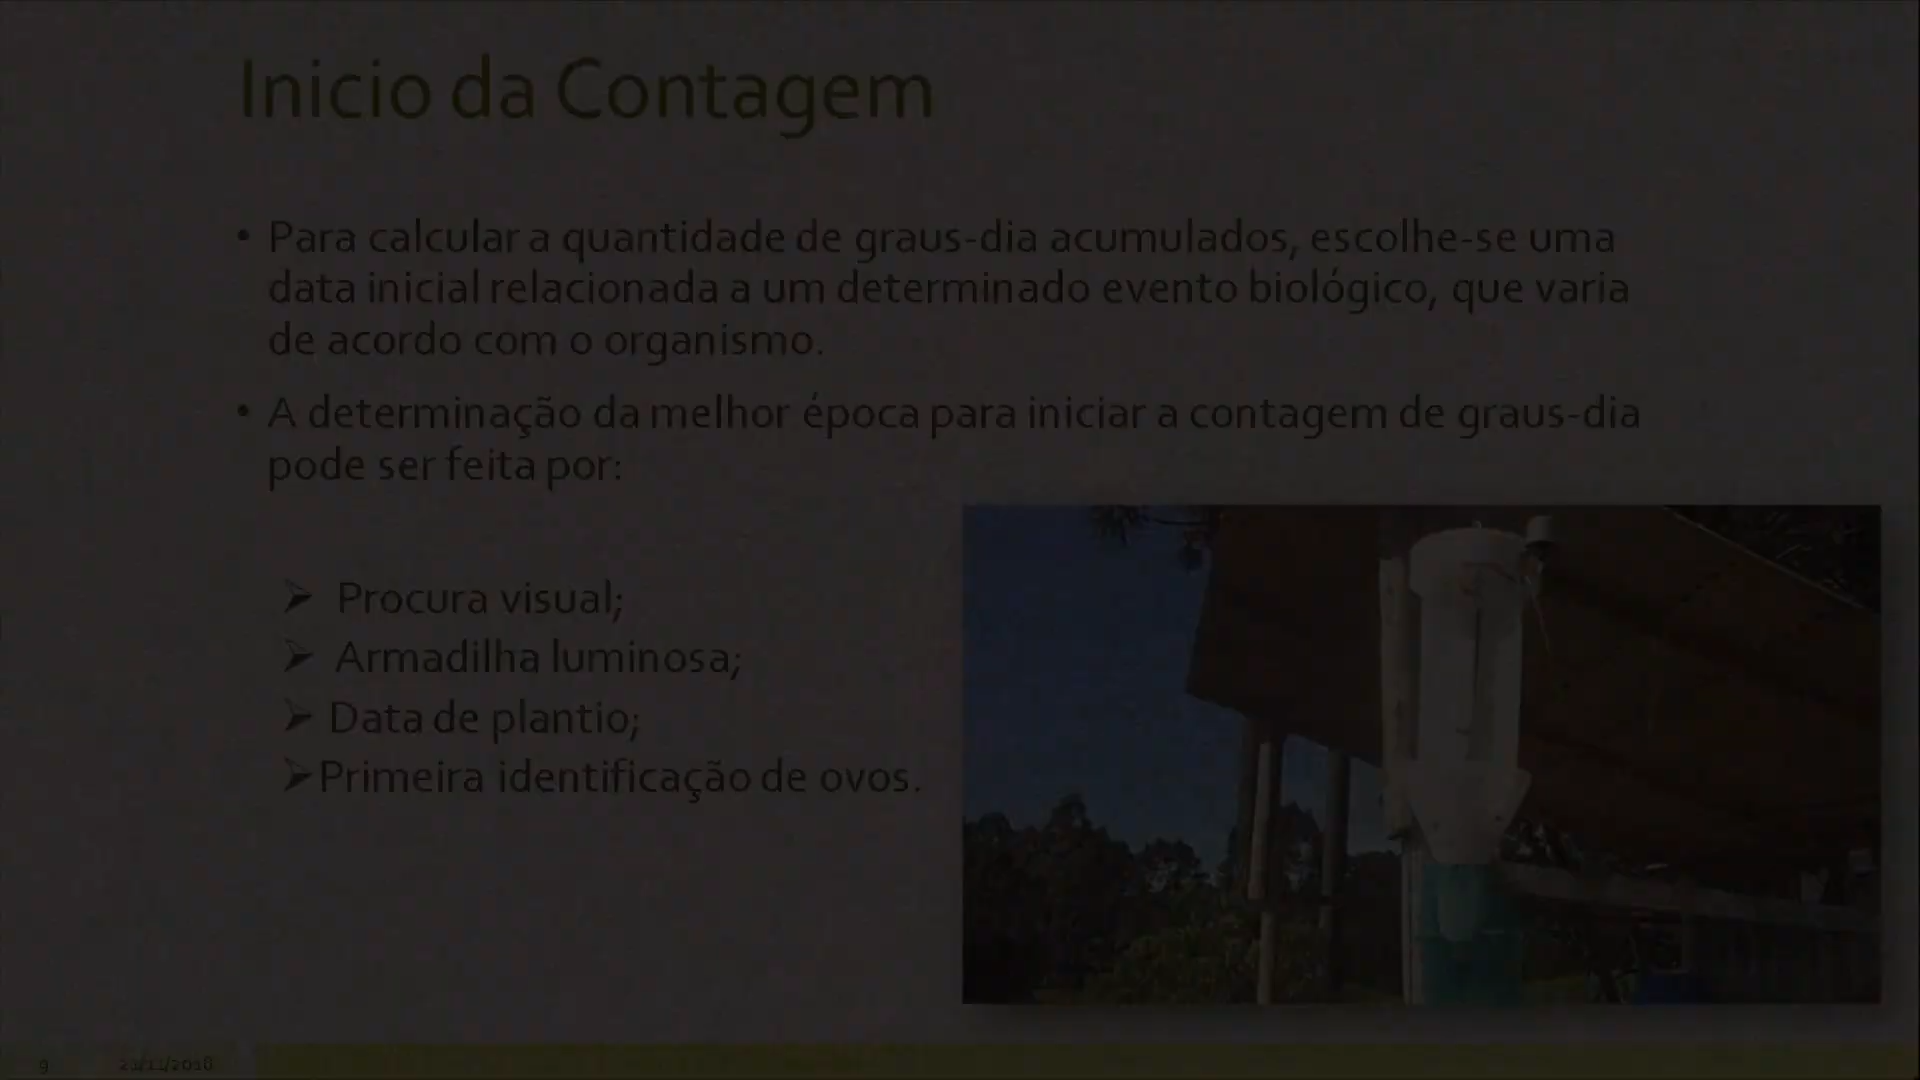 Inicio da Contagem
• Para calcular a quantidade de graus-dia acumulados, escolhe-se uma
data inicial relacionada a um determinado evento biológico, que varia
de acordo com o organismo.
• A determinação da melhor época para iniciar a contagem de graus-dia
pode ser feita por:
➢ Procura visual;
➢ Armadilha luminosa;
➢ Data de plantio;
➢ Primeira identificação de ovos.
9